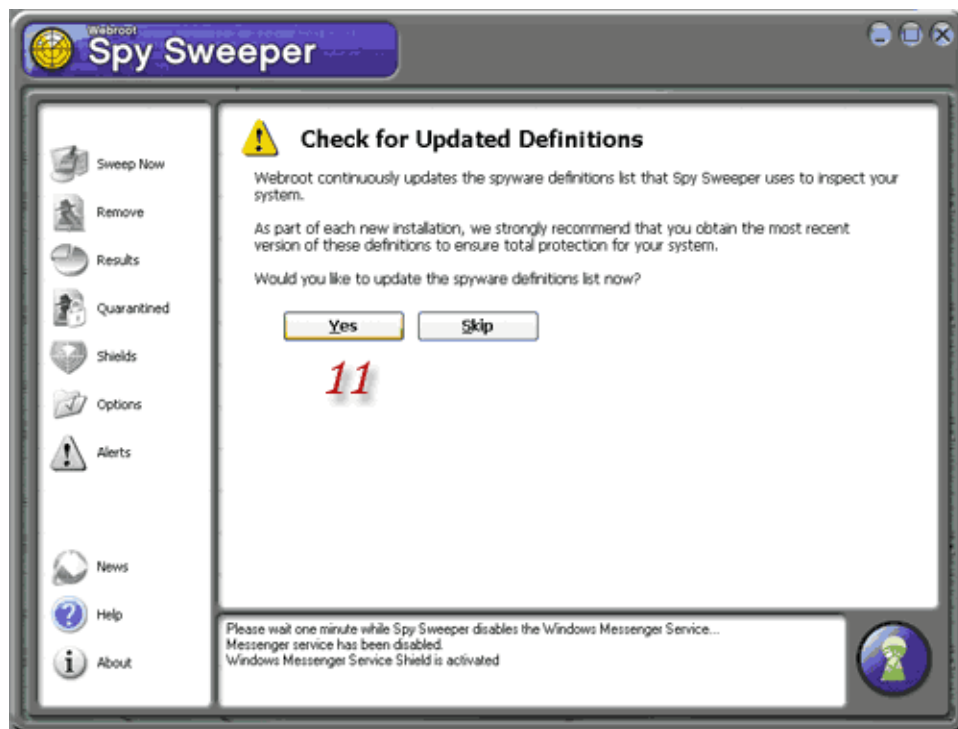 Webroot
Spy Sweeper
Sweep Now
Remove
Results
Quarantined
Shields
Options
Alerts
News
Help
About
Check for Updated Definitions
Webroot continuously updates the spyware definitions list that Spy Sweeper uses to inspect your
system.
As part of each new installation, we strongly recommend that you obtain the most recent
version of these definitions to ensure total protection for your system.
Would you like to update the spyware definitions list now?
Yes Skip
11
Please wait one minute while Spy Sweeper disables the Windows Messenger Service...
Messenger service has been disabled.
Windows Messenger Service Shield is activated